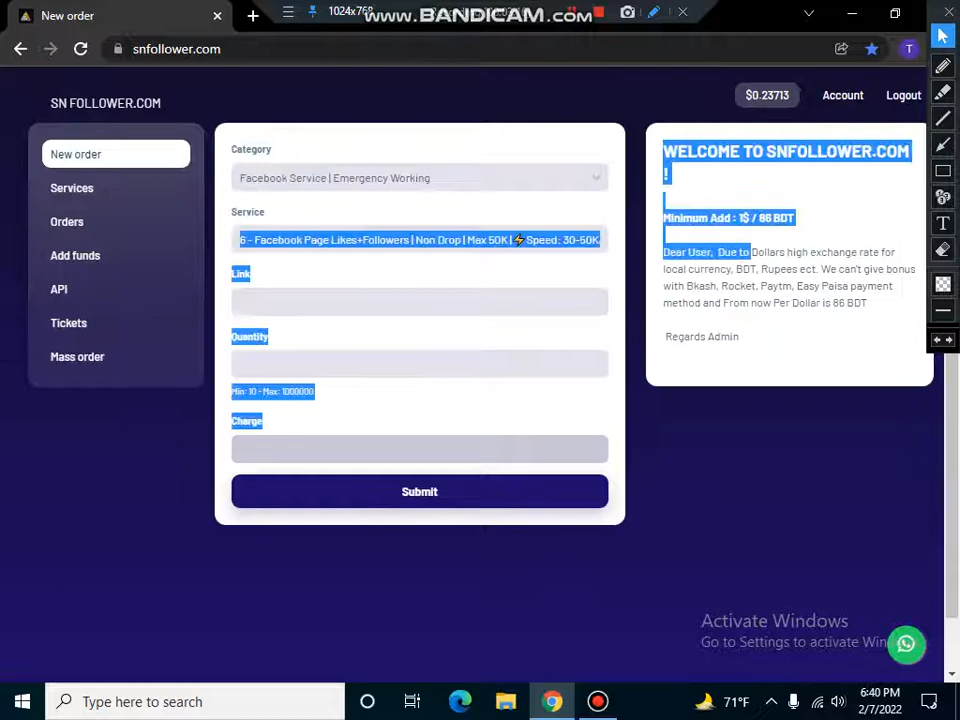 New order
1024x768
www.BANDICAM.com
snfollower.com
T
SN FOLLOWER.COM
$0.23713
Account
Logout
New order
Services
Orders
Add funds
API
Tickets
Mass order
Category
Facebook Service | Emergency Working
Service
6 - Facebook Page Likes+Followers | Non Drop | Max 50K | ⚡ Speed: 30-50K
Link
Quantity
Min: 10 - Max: 1000000
Charge
Submit
WELCOME TO SNFOLLOWER.COM
!
Minimum Add : 1$ / 86 BDT
Dear User, Due to Dollars high exchange rate for
local currency, BDT, Rupees ect. We can't give bonus
with Bkash, Rocket, Paytm, Easy Paisa payment
method and From now Per Dollar is 86 BDT
Regards Admin
Activate Windows
Go to Settings to activate
Type here to search
71°F
6:40 PM
2/7/2022